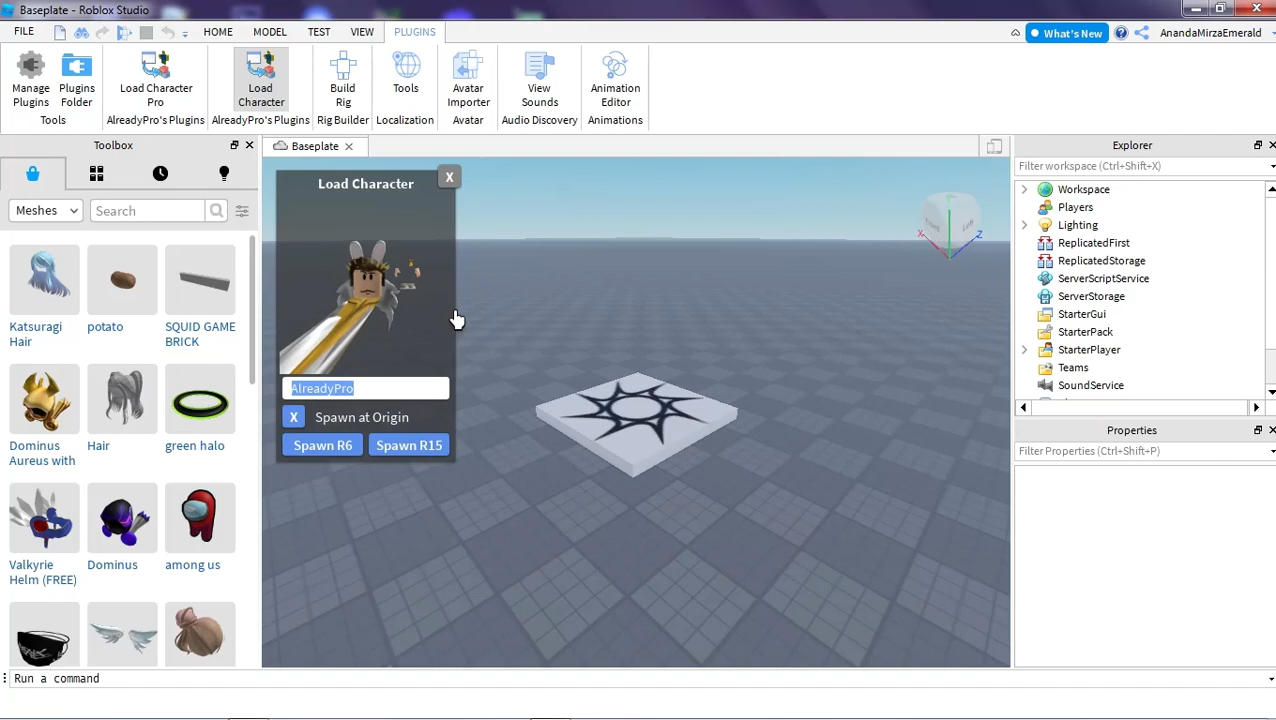 Baseplate - Roblox Studio
FILE
HOME
MODEL
TEST
VIEW
PLUGINS
What's New
AnandaMirzaEmerald
Manage
Plugins
Plugins
Folder
Load Character
Pro
Load
Character
Build
Rig
Tools
Avatar
Importer
View
Sounds
Animation
Editor
Tools
AlreadyPro's Plugins
AlreadyPro's Plugins
Rig Builder
Localization
Avatar
Audio Discovery
Animations
Toolbox
Meshes
Search
Katsuragi
Hair
potato
SQUID GAME
BRICK
Dominus
Aureus with
Hair
green halo
Valkyrie
Helm (FREE)
Dominus
among us
Baseplate
Load Character
X
AlreadyPro
X Spawn at Origin
Spawn R6
Spawn R15
X
Z
Explorer
Filter workspace (Ctrl+Shift+X)
Workspace
Players
Lighting
ReplicatedFirst
ReplicatedStorage
ServerScriptService
ServerStorage
StarterGui
StarterPack
StarterPlayer
Teams
SoundService
Properties
Filter Properties (Ctrl+Shift+P)
Run a command